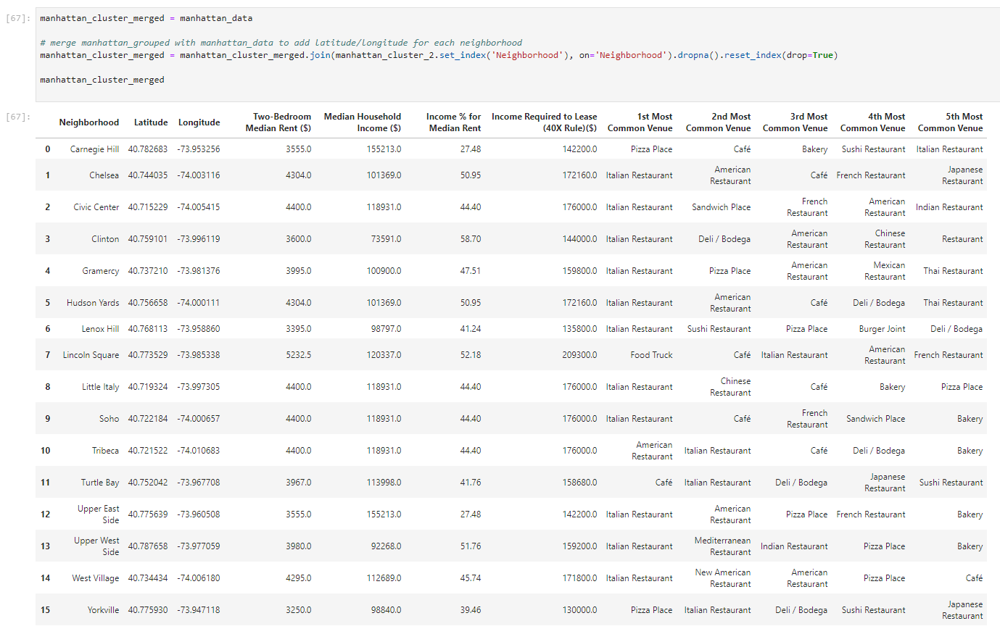 [67]:
manhattan_cluster_merged = manhattan_data
# merge manhattan_grouped with manhattan_data to add latitude/longitude for each neighborhood
manhattan_cluster_merged = manhattan_cluster_merged.join(manhattan_cluster_2.set_index('Neighborhood'), on='Neighborhood').dropna().reset_index(drop=True)
manhattan_cluster_merged
[67]:
Neighborhood Latitude Longitude Two-Bedroom Median Rent ($) Median Household Income ($) Income % for Median Rent Income Required to Lease (40X Rule)($) 1st Most Common Venue 2nd Most Common Venue 3rd Most Common Venue 4th Most Common Venue 5th Most Common Venue
0 Carnegie Hill 40.782683 -73.953256 3555.0 155213.0 27.48 142200.0 Pizza Place Café Bakery Sushi Restaurant Italian Restaurant
1 Chelsea 40.744035 -74.003116 4304.0 101369.0 50.95 172160.0 Italian Restaurant American Restaurant Café French Restaurant Japanese Restaurant
2 Civic Center 40.715229 -74.005415 4400.0 118931.0 44.40 176000.0 Italian Restaurant Sandwich Place French Restaurant American Restaurant Indian Restaurant
3 Clinton 40.759101 -73.996119 3600.0 73591.0 58.70 144000.0 Italian Restaurant Deli / Bodega American Restaurant Chinese Restaurant Restaurant
4 Gramercy 40.737210 -73.981376 3995.0 100900.0 47.51 159800.0 Italian Restaurant Pizza Place American Restaurant Mexican Restaurant Thai Restaurant
5 Hudson Yards 40.756658 -74.000111 4304.0 101369.0 50.95 172160.0 Italian Restaurant American Restaurant Café Deli / Bodega Thai Restaurant
6 Lenox Hill 40.768113 -73.958860 3395.0 98797.0 41.24 135800.0 Italian Restaurant Sushi Restaurant Pizza Place Burger Joint Deli / Bodega
7 Lincoln Square 40.773529 -73.985338 5232.5 120337.0 52.18 209300.0 Food Truck Café Italian Restaurant American Restaurant French Restaurant
8 Little Italy 40.719324 -73.997305 4400.0 118931.0 44.40 176000.0 Italian Restaurant Chinese Restaurant Café Bakery Pizza Place
9 Soho 40.722184 -74.000657 4400.0 118931.0 44.40 176000.0 Italian Restaurant Café French Restaurant Sandwich Place Bakery
10 Tribeca 40.721522 -74.010683 4400.0 118931.0 44.40 176000.0 American Restaurant Italian Restaurant Café Deli / Bodega Bakery
11 Turtle Bay 40.752042 -73.967708 3967.0 113998.0 41.76 158680.0 Café Italian Restaurant Deli / Bodega Japanese Restaurant Sushi Restaurant
12 Upper East Side 40.775639 -73.960508 3555.0 155213.0 27.48 142200.0 Italian Restaurant American Restaurant Pizza Place French Restaurant Bakery
13 Upper West Side 40.787658 -73.977059 3980.0 92268.0 51.76 159200.0 Italian Restaurant Mediterranean Restaurant Indian Restaurant Pizza Place Bakery
14 West Village 40.734434 -74.006180 4295.0 112689.0 45.74 171800.0 Italian Restaurant New American Restaurant American Restaurant Pizza Place Café
15 Yorkville 40.775930 -73.947118 3250.0 98840.0 39.46 130000.0 Pizza Place Italian Restaurant Deli / Bodega Sushi Restaurant Japanese Restaurant